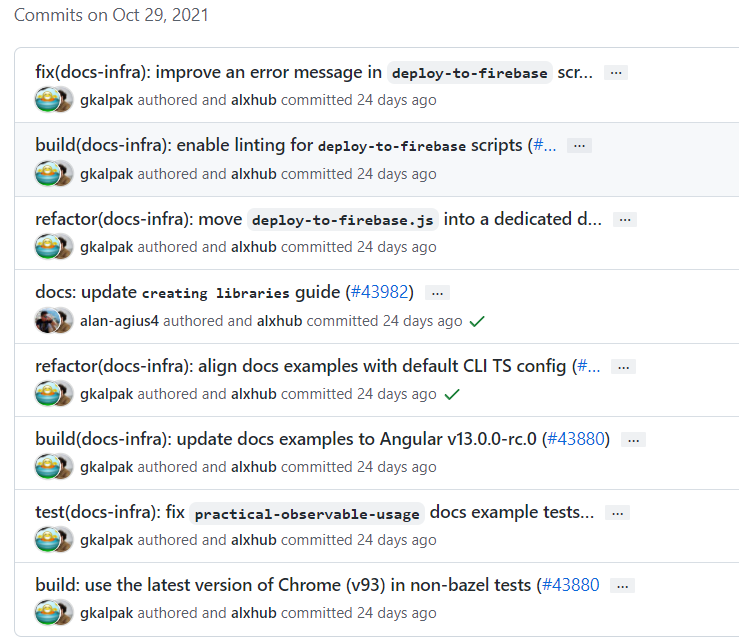 Commits on Oct 29, 2021
fix(docs-infra): improve an error message in deploy-to-firebase scr... ...
gkalpak authored and alxhub committed 24 days ago
build(docs-infra): enable linting for deploy-to-firebase scripts (#... ...
gkalpak authored and alxhub committed 24 days ago
refactor(docs-infra): move deploy-to-firebase.js into a dedicated d... ...
gkalpak authored and alxhub committed 24 days ago
docs: update creating libraries guide (#43982) ...
alan-agius4 authored and alxhub committed 24 days ago ✓
refactor(docs-infra): align docs examples with default CLI TS config (#... ...
gkalpak authored and alxhub committed 24 days ago ✓
build(docs-infra): update docs examples to Angular v13.0.0-rc.0 (#43880) ...
gkalpak authored and alxhub committed 24 days ago
test(docs-infra): fix practical-observable-usage docs example tests... ...
gkalpak authored and alxhub committed 24 days ago
build: use the latest version of Chrome (v93) in non-bazel tests (#43880 ...
gkalpak authored and alxhub committed 24 days ago